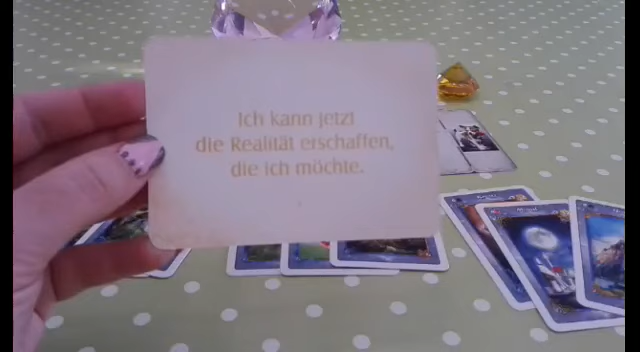 Ich kann jetzt
die Realität erschaffen,
die ich möchte.